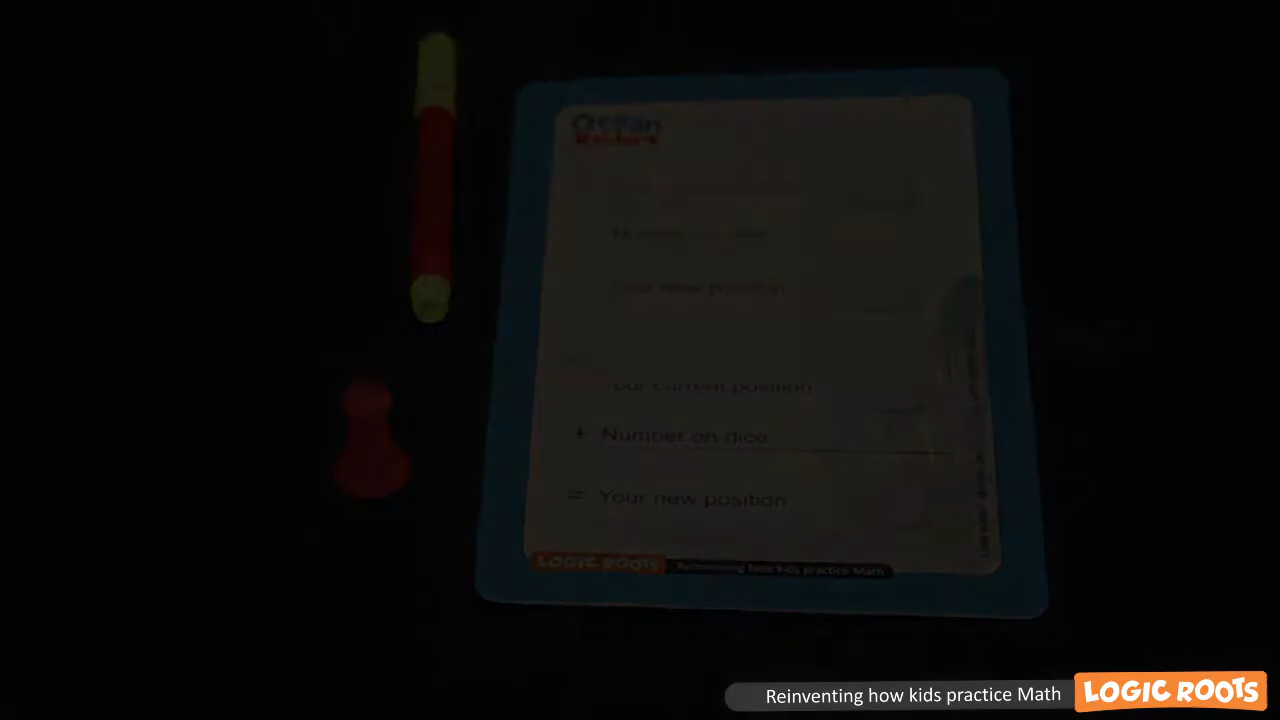 Ocean
Raiders
Number on dice
Your new position
Your current position
+ Number on dice
= Your new position
LOGIC ROOTS Reinventing how kids practice Math
Reinventing how kids practice Math LOGIC ROOTS